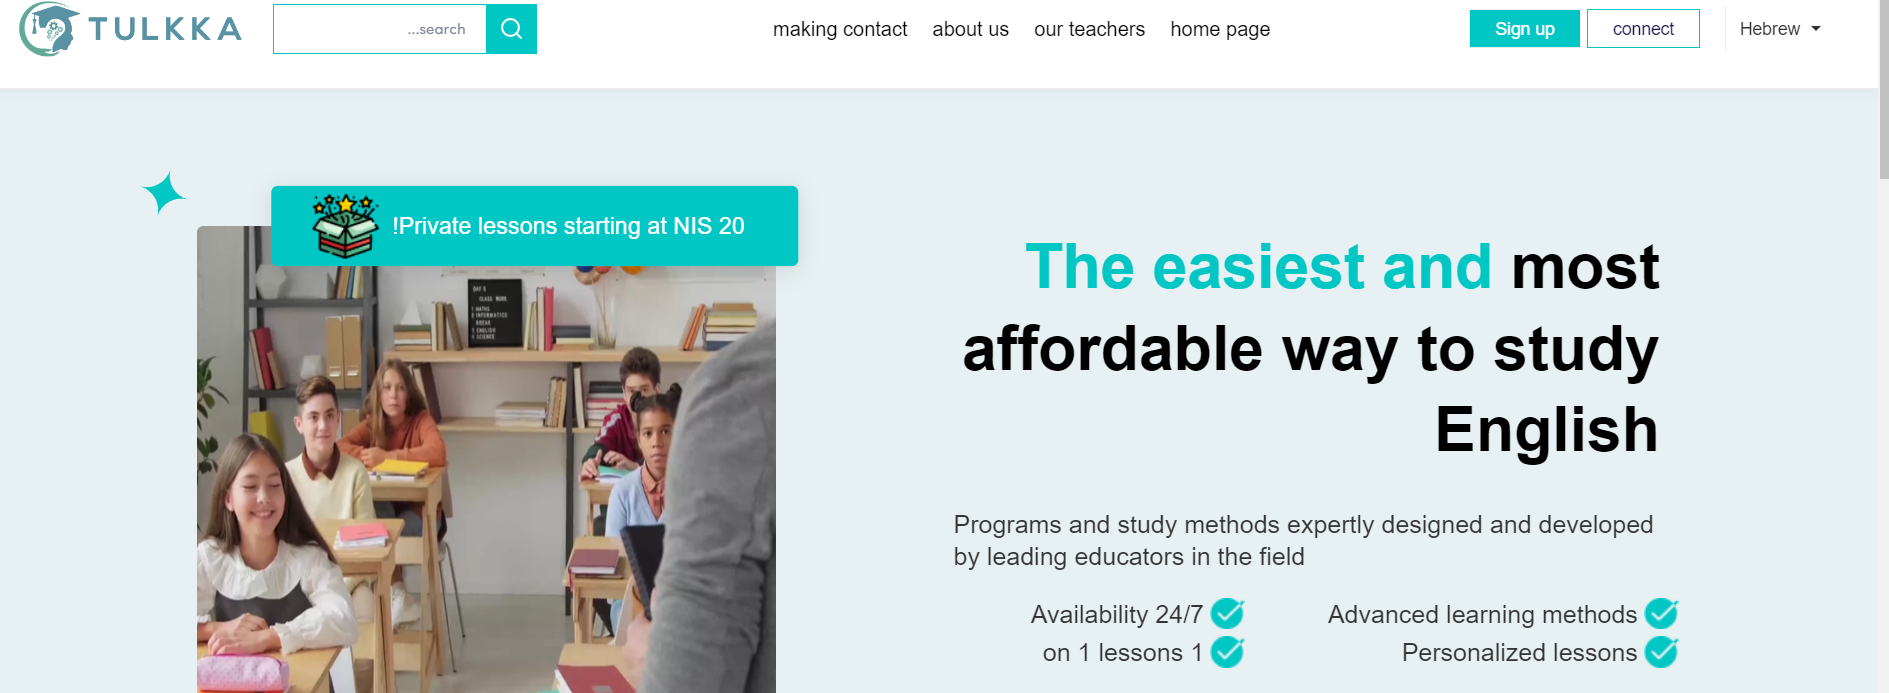 TULKKA
...search
making contact
about us
our teachers
home page
Sign up
connect
Hebrew
!Private lessons starting at NIS 20
DAY 5
CLASS WORK
1 MATHS
2 INFORMATICS
BREAK
3 ENGLISH
4 SCIENCE
The easiest and most
affordable way to study
English
Programs and study methods expertly designed and developed
by leading educators in the field
Availability 24/7
Advanced learning methods
on 1 lessons 1
Personalized lessons